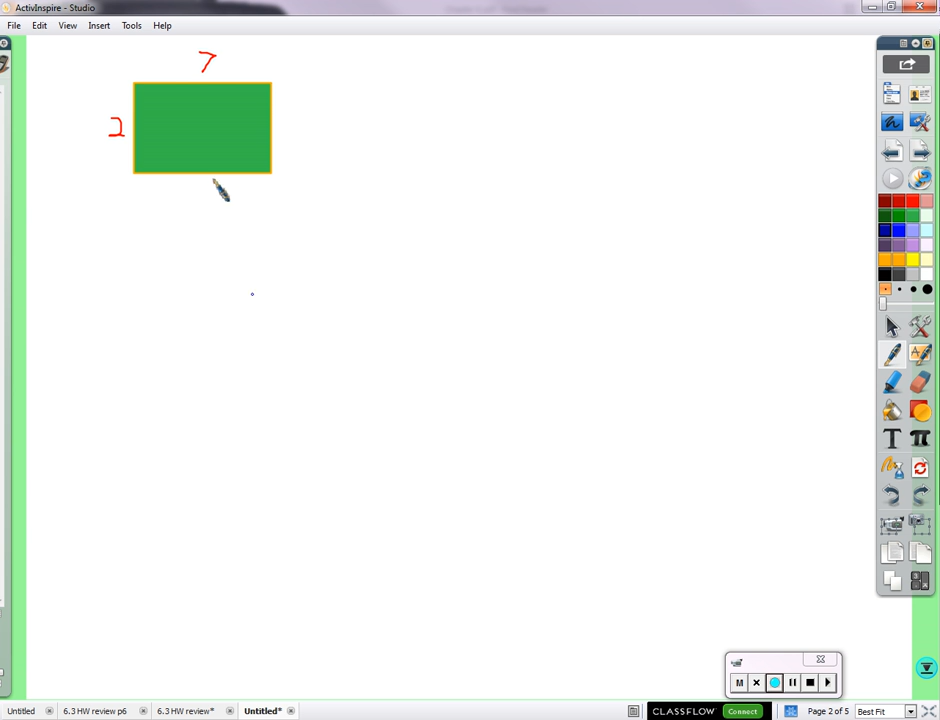 ActivInspire - Studio
File Edit View Insert Tools Help
7
2
M
Untitled 6.3 HW review p6 6.3 HW review* Untitled*
CLASSFLOW Connect Page 2 of 5 Best Fit